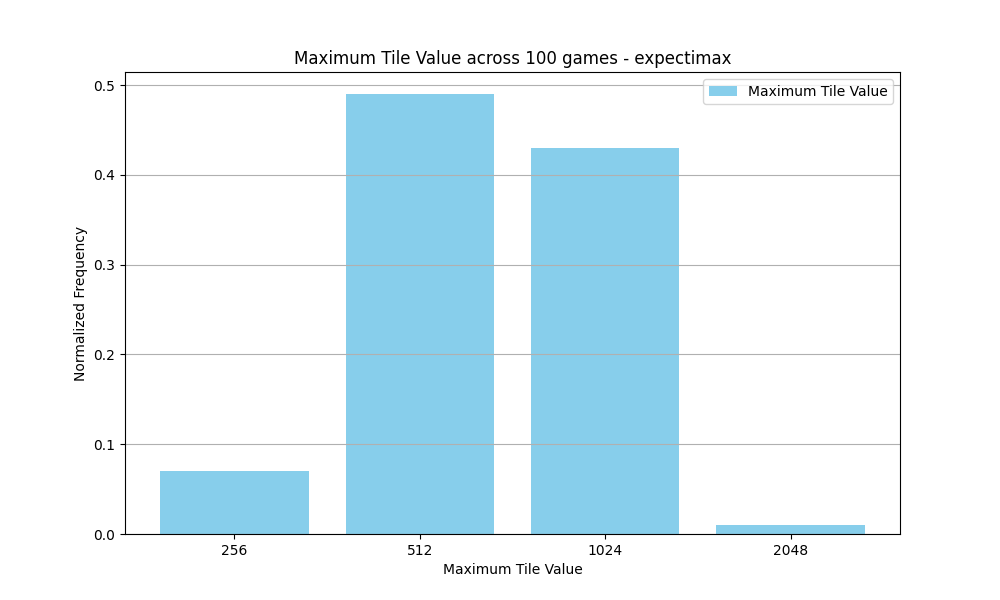 Maximum Tile Value across 100 games - expectimax
Maximum Tile Value
0.5
0.4
0.3
0.2
0.1
0.0
Normalized Frequency
256 512 1024 2048
Maximum Tile Value